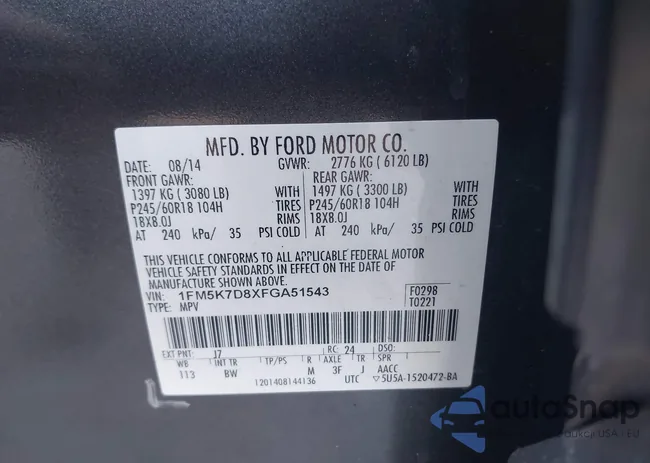 MFD. BY FORD MOTOR CO.
DATE: 08/14 GVWR: 2776 KG ( 6120 LB)
FRONT GAWR: REAR GAWR:
1397 KG ( 3080 LB) WITH 1497 KG ( 3300 LB) WITH
P245/60R18 104H TIRES P245/60R18 104H TIRES
18X8.0J RIMS 18X8.0J RIMS
AT 240 kPa/ 35 PSI COLD AT 240 kPa/ 35 PSI COLD
THIS VEHICLE CONFORMS TO ALL APPLICABLE FEDERAL MOTOR
VEHICLE SAFETY STANDARDS IN EFFECT ON THE DATE OF
MANUFACTURE SHOWN ABOVE.
VIN: 1FM5K7D8XFGA51543 F0298
TYPE: MPV T0221
EXT PNT: J7 RC: 24 DSO:
WB INT TR TP/PS R AXLE TR SPR
113 BW M 3F J AACC
1201408144136 UTC ▽5U5A-1520472-BA
autoSnap